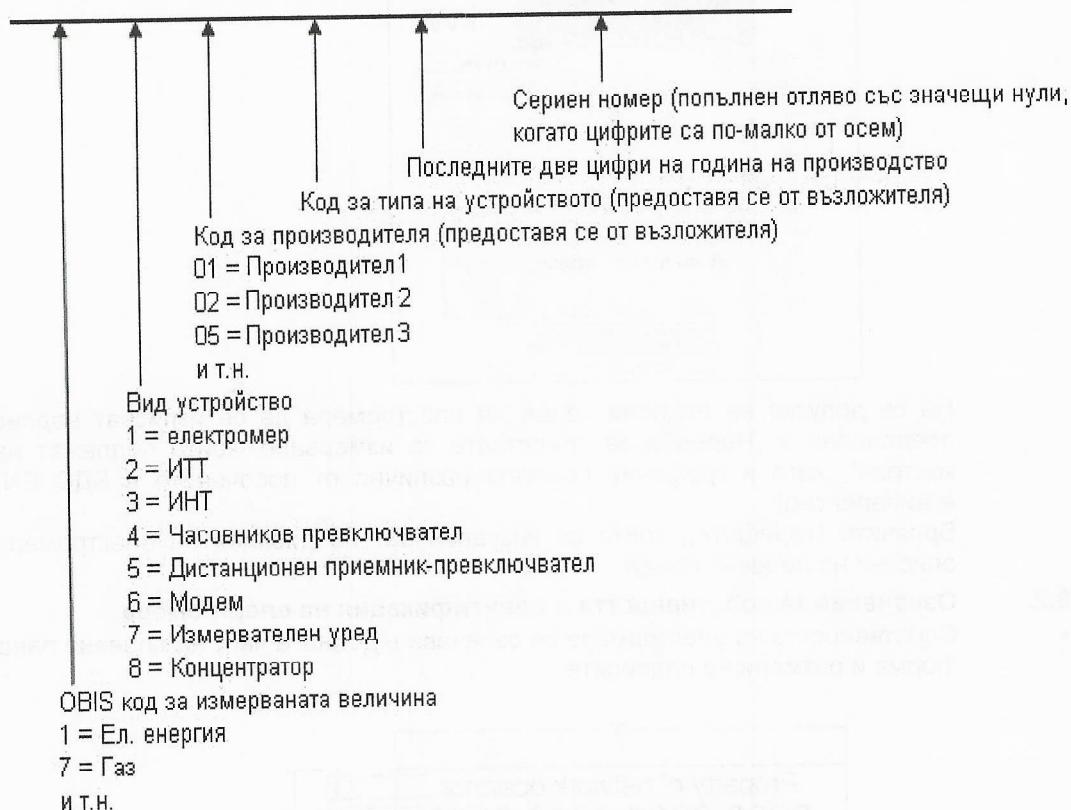 Сериен номер (попълнен отляво със значещи нули,
когато цифрите са по-малко от осем)
Последните две цифри на година на производство
Код за типа на устройството (предоставя се от възложителя)
Код за производителя (предоставя се от възложителя)
01 = Производител1
02 = Производител 2
05 = Производител 3
и т.н.
Вид устройство
1 = електромер
2 = ИТТ
3 = ИНТ
4 = Часовников превключвател
5 = Дистанционен приемник-превключвател
6 = Модем
7 = Измервателен уред
8 = Концентратор
OBIS код за измерваната величина
1 = Ел. енергия
7 = Газ
и т.н.